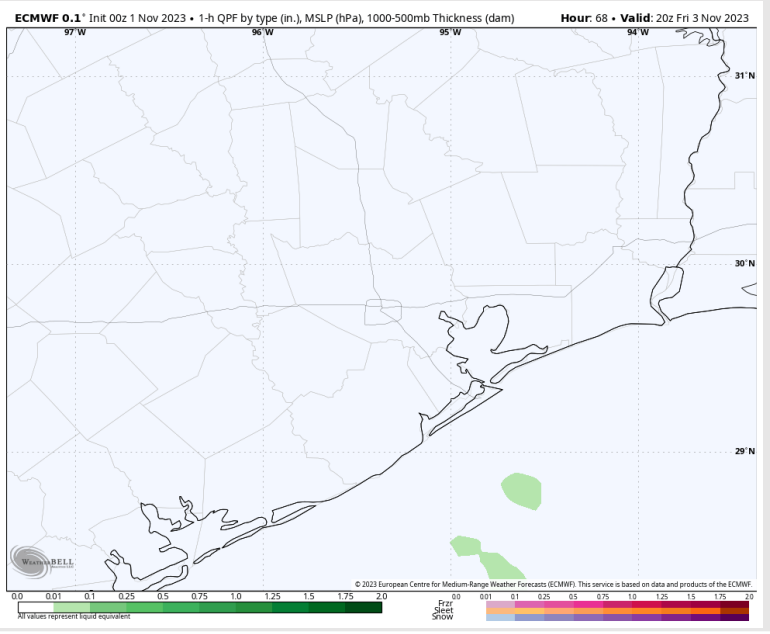 ECMWF 0.1° Init 00z 1 Nov 2023 • 1-h QPF by type (in.), MSLP (hPa), 1000-500mb Thickness (dam) Hour: 68 • Valid: 20z Fri 3 Nov 2023
97°W 96°W 95°W 94°W
31°N
30°N
29°N
WEATHERBELL
© 2023 European Centre for Medium-Range Weather Forecasts (ECMWF). This service is based on data and products of the ECMWF.
0.0 0.01 0.1 0.25 0.5 0.75 1.0 1.25 1.5 1.75 2.0
All values represent liquid equivalent
0.0 0.01 0.1 0.25 0.5 0.75 1.0 1.25 1.5 1.75 2.0
Frzr
Sleet
Snow